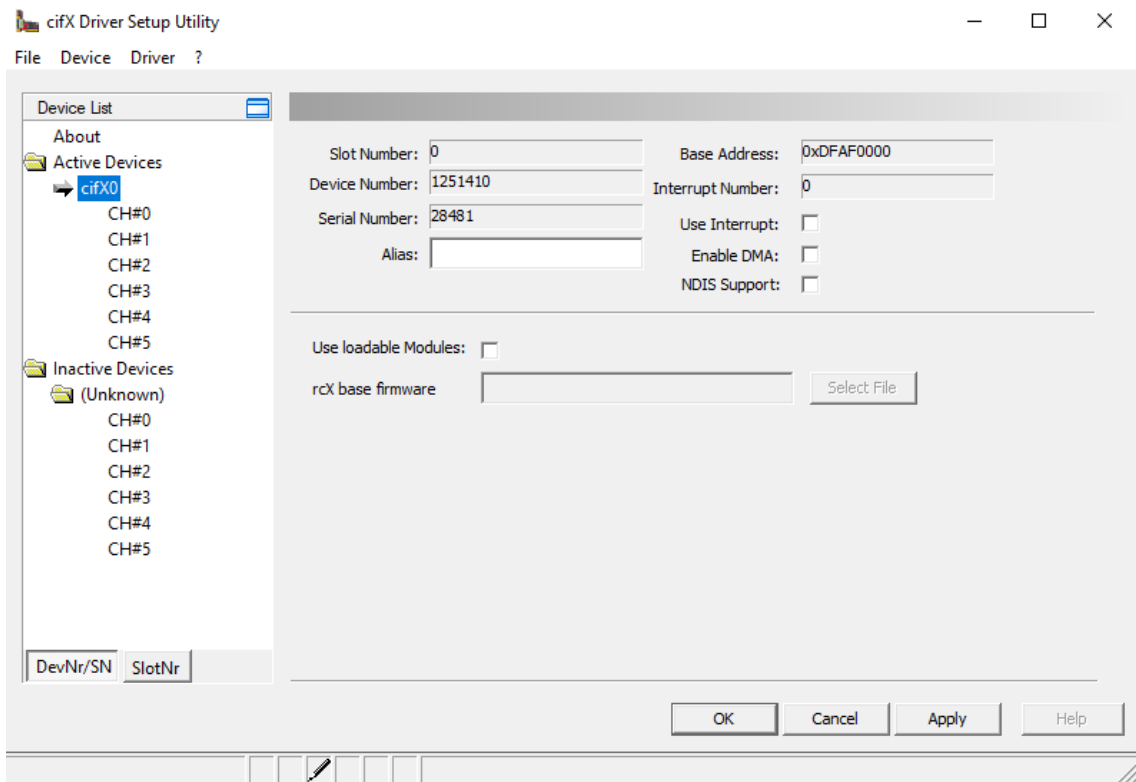 cifX Driver Setup Utility
File Device Driver ?
Device List
About
Active Devices
cifX0
CH#0
CH#1
CH#2
CH#3
CH#4
CH#5
Inactive Devices
(Unknown)
CH#0
CH#1
CH#2
CH#3
CH#4
CH#5
DevNr/SN SlotNr
Slot Number: 0
Device Number: 1251410
Serial Number: 28481
Alias:
Base Address: 0xDFAF0000
Interrupt Number: 0
Use Interrupt:
Enable DMA:
NDIS Support:
Use loadable Modules:
rcX base firmware Select File
OK Cancel Apply Help